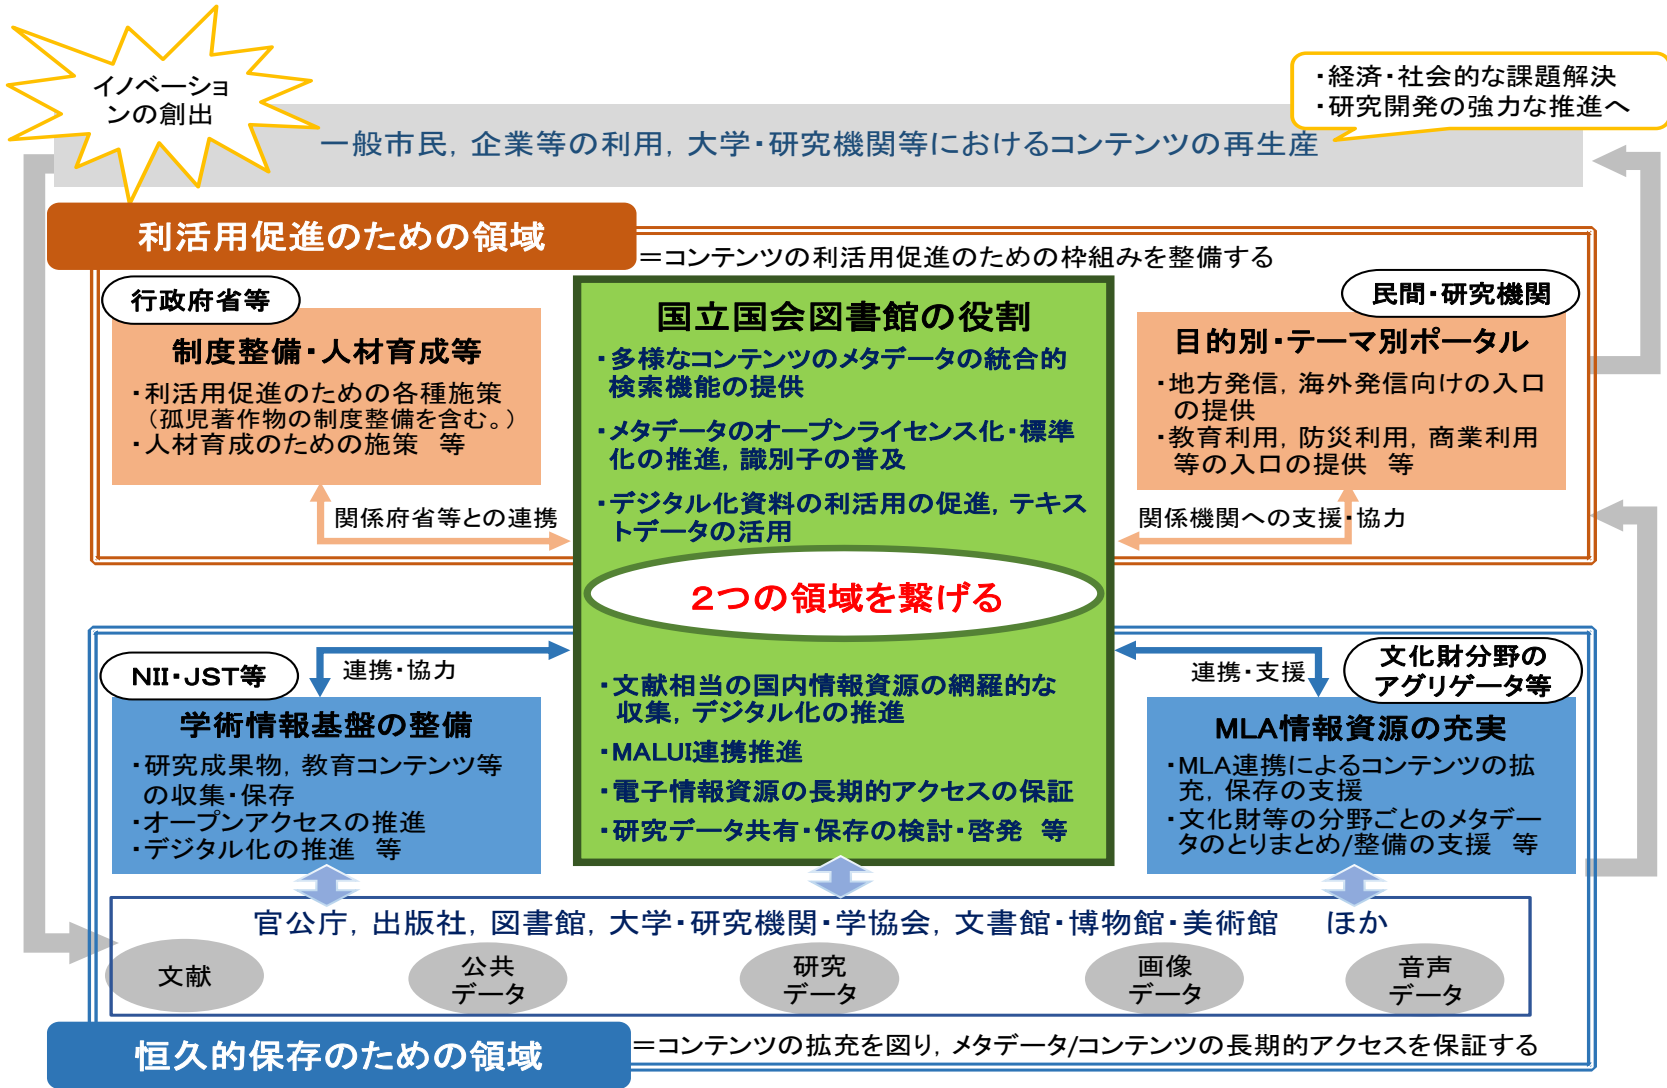 イノベーショ
ンの創出
・経済・社会的な課題解決
・研究開発の強力な推進へ
一般市民，企業等の利用，大学・研究機関等におけるコンテンツの再生産
利活用促進のための領域
＝コンテンツの利活用促進のための枠組みを整備する
行政府省等
制度整備・人材育成等
・利活用促進のための各種施策
（孤児著作物の制度整備を含む。）
・人材育成のための施策　等
関係府省等との連携
国立国会図書館の役割
・多様なコンテンツのメタデータの統合的
検索機能の提供
・メタデータのオープンライセンス化・標準
化の推進，識別子の普及
・デジタル化資料の利活用の促進，テキス
トデータの活用
民間・研究機関
目的別・テーマ別ポータル
・地方発信，海外発信向けの入口
の提供
・教育利用，防災利用，商業利用
等の入口の提供　等
関係機関への支援・協力
２つの領域を繋げる
NII・JST等
連携・協力
学術情報基盤の整備
・研究成果物，教育コンテンツ等
の収集・保存
・オープンアクセスの推進
・デジタル化の推進　等
・文献相当の国内情報資源の網羅的な
収集，デジタル化の推進
・MALUI連携推進
・電子情報資源の長期的アクセスの保証
・研究データ共有・保存の検討・啓発　等
連携・支援
文化財分野の
アグリゲータ等
MLA情報資源の充実
・MLA連携によるコンテンツの拡
充，保存の支援
・文化財等の分野ごとのメタデー
タのとりまとめ/整備の支援　等
官公庁，出版社，図書館，大学・研究機関・学協会，文書館・博物館・美術館　ほか
文献
公共
データ
研究
データ
画像
データ
音声
データ
恒久的保存のための領域
＝コンテンツの拡充を図り，メタデータ/コンテンツの長期的アクセスを保証する